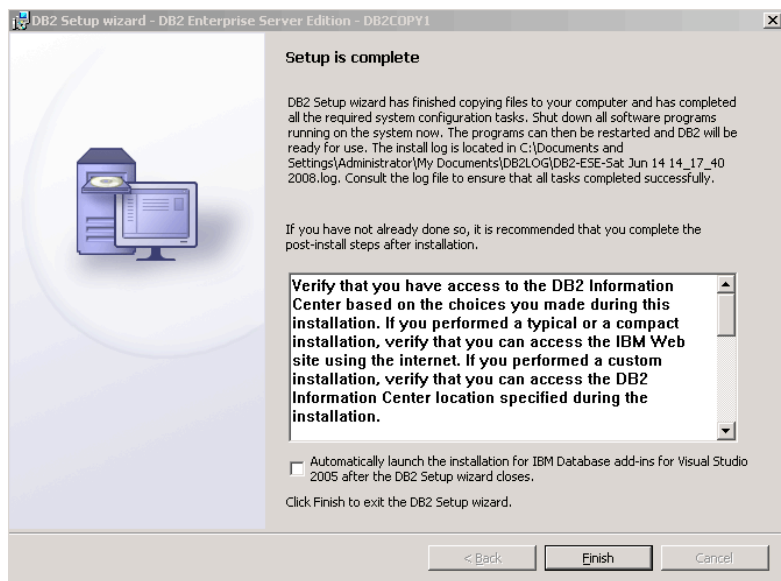 DB2 Setup wizard - DB2 Enterprise Server Edition - DB2COPY1
Setup is complete
DB2 Setup wizard has finished copying files to your computer and has completed
all the required system configuration tasks. Shut down all software programs
running on the system now. The programs can then be restarted and DB2 will be
ready for use. The install log is located in C:\Documents and
Settings\Administrator\My Documents\DB2LOG\DB2-ESE-Sat Jun 14 14_17_40
2008.log. Consult the log file to ensure that all tasks completed successfully.
If you have not already done so, it is recommended that you complete the
post-install steps after installation.
Verify that you have access to the DB2 Information
Center based on the choices you made during this
installation. If you performed a typical or a compact
installation, verify that you can access the IBM Web
site using the internet. If you performed a custom
installation, verify that you can access the DB2
Information Center location specified during the
installation.
Automatically launch the installation for IBM Database add-ins for Visual Studio
2005 after the DB2 Setup wizard closes.
Click Finish to exit the DB2 Setup wizard.
< Back
Finish
Cancel